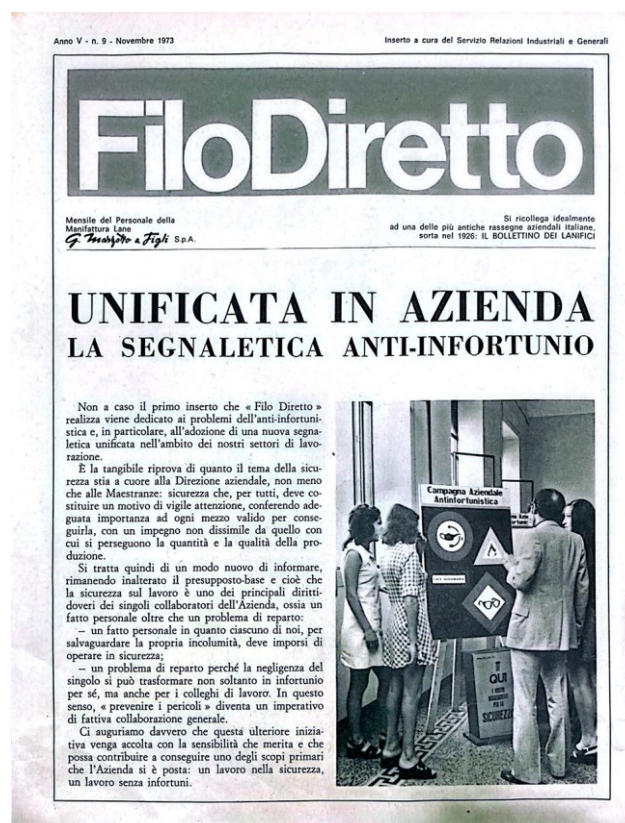 Anno V - n. 9 - Novembre 1973
Inserto a cura del Servizio Relazioni Industriali e Generali
FiloDiretto
Mensile del Personale della
Manifattura Lane
G. Marzotto e Figli S.p.A.
Si ricollega idealmente
ad una delle più antiche rassegne aziendali italiane,
sorta nel 1926: IL BOLLETTINO DEI LANIFICI
UNIFICATA IN AZIENDA
LA SEGNALETICA ANTI-INFORTUNIO
Non a caso il primo inserto che « Filo Diretto »
realizza viene dedicato ai problemi dell'anti-infortuni-
stica e, in particolare, all'adozione di una nuova segna-
letica unificata nell'ambito dei nostri settori di lavo-
razione.
È la tangibile riprova di quanto il tema della sicu-
rezza stia a cuore alla Direzione aziendale, non meno
che alle Maestranze: sicurezza che, per tutti, deve co-
stituire un motivo di vigile attenzione, conferendo ade-
guata importanza ad ogni mezzo valido per conse-
guirla, con un impegno non dissimile da quello con
cui si perseguono la quantità e la qualità della pro-
duzione.
Si tratta quindi di un modo nuovo di informare,
rimanendo inalterato il presupposto-base e cioè che
la sicurezza sul lavoro è uno dei principali diritti-
doveri dei singoli collaboratori dell'Azienda, ossia un
fatto personale oltre che un problema di reparto:
— un fatto personale in quanto ciascuno di noi, per
salvaguardare la propria incolumità, deve imporsi di
operare in sicurezza;
— un problema di reparto perché la negligenza del
singolo si può trasformare non soltanto in infortunio
per sé, ma anche per i colleghi di lavoro. In questo
senso, « prevenire i pericoli » diventa un imperativo
di fattiva collaborazione generale.
Ci auguriamo davvero che questa ulteriore inizia-
tiva venga accolta con la sensibilità che merita e che
possa contribuire a conseguire uno degli scopi primari
che l'Azienda si è posta: un lavoro nella sicurezza,
un lavoro senza infortuni.
Campagna Aziendale
Antinfortunistica
QUI
SICUREZZA